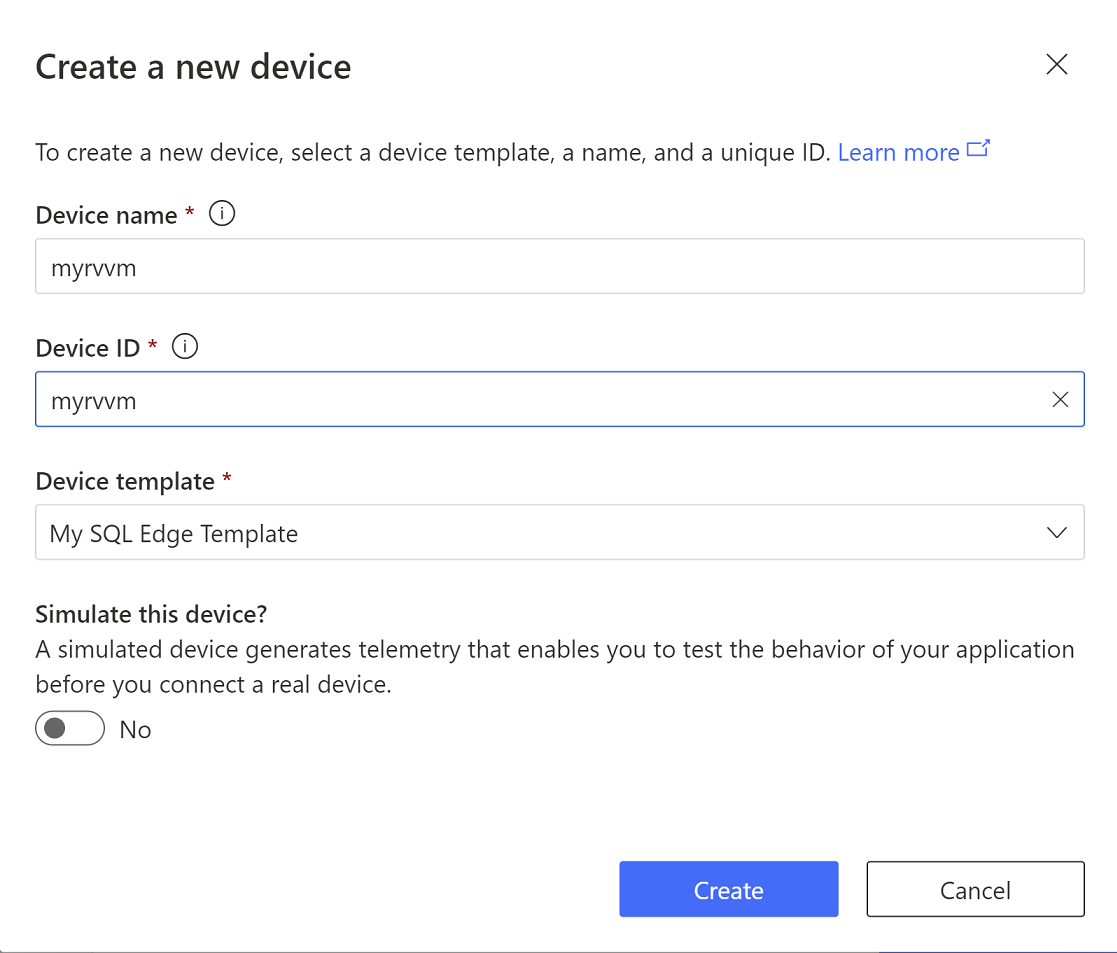 Create a new device
To create a new device, select a device template, a name, and a unique ID. Learn more
Device name *
myrvvm
Device ID *
myrvvm
Device template *
My SQL Edge Template
Simulate this device?
A simulated device generates telemetry that enables you to test the behavior of your application
before you connect a real device.
No
Create
Cancel